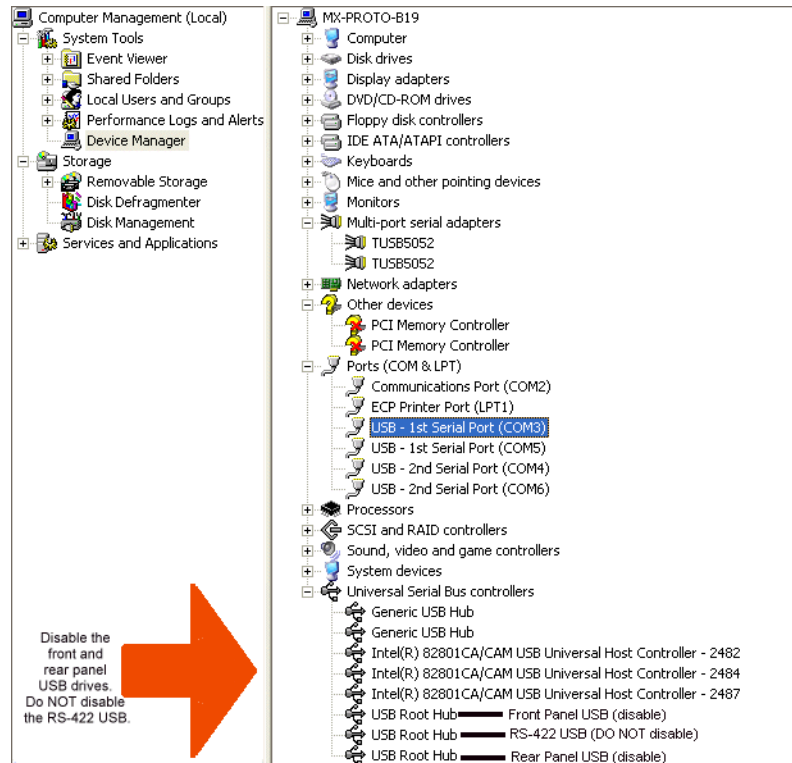 Computer Management (Local)
System Tools
Event Viewer
Shared Folders
Local Users and Groups
Performance Logs and Alerts
Device Manager
Storage
Removable Storage
Disk Defragmenter
Disk Management
Services and Applications
Disable the
front and
rear panel
USB drives.
Do NOT disable
the RS-422 USB.
MX-PROTO-B19
Computer
Disk drives
Display adapters
DVD/CD-ROM drives
Floppy disk controllers
IDE ATA/ATAPI controllers
Keyboards
Mice and other pointing devices
Monitors
Multi-port serial adapters
TUSB5052
TUSB5052
Network adapters
Other devices
PCI Memory Controller
PCI Memory Controller
Ports (COM & LPT)
Communications Port (COM2)
ECP Printer Port (LPT1)
USB - 1st Serial Port (COM3)
USB - 1st Serial Port (COM5)
USB - 2nd Serial Port (COM4)
USB - 2nd Serial Port (COM6)
Processors
SCSI and RAID controllers
Sound, video and game controllers
System devices
Universal Serial Bus controllers
Generic USB Hub
Generic USB Hub
Intel(R) 82801CA/CAM USB Universal Host Controller - 2482
Intel(R) 82801CA/CAM USB Universal Host Controller - 2484
Intel(R) 82801CA/CAM USB Universal Host Controller - 2487
USB Root Hub Front Panel USB (disable)
USB Root Hub RS-422 USB (DO NOT disable)
USB Root Hub Rear Panel USB (disable)